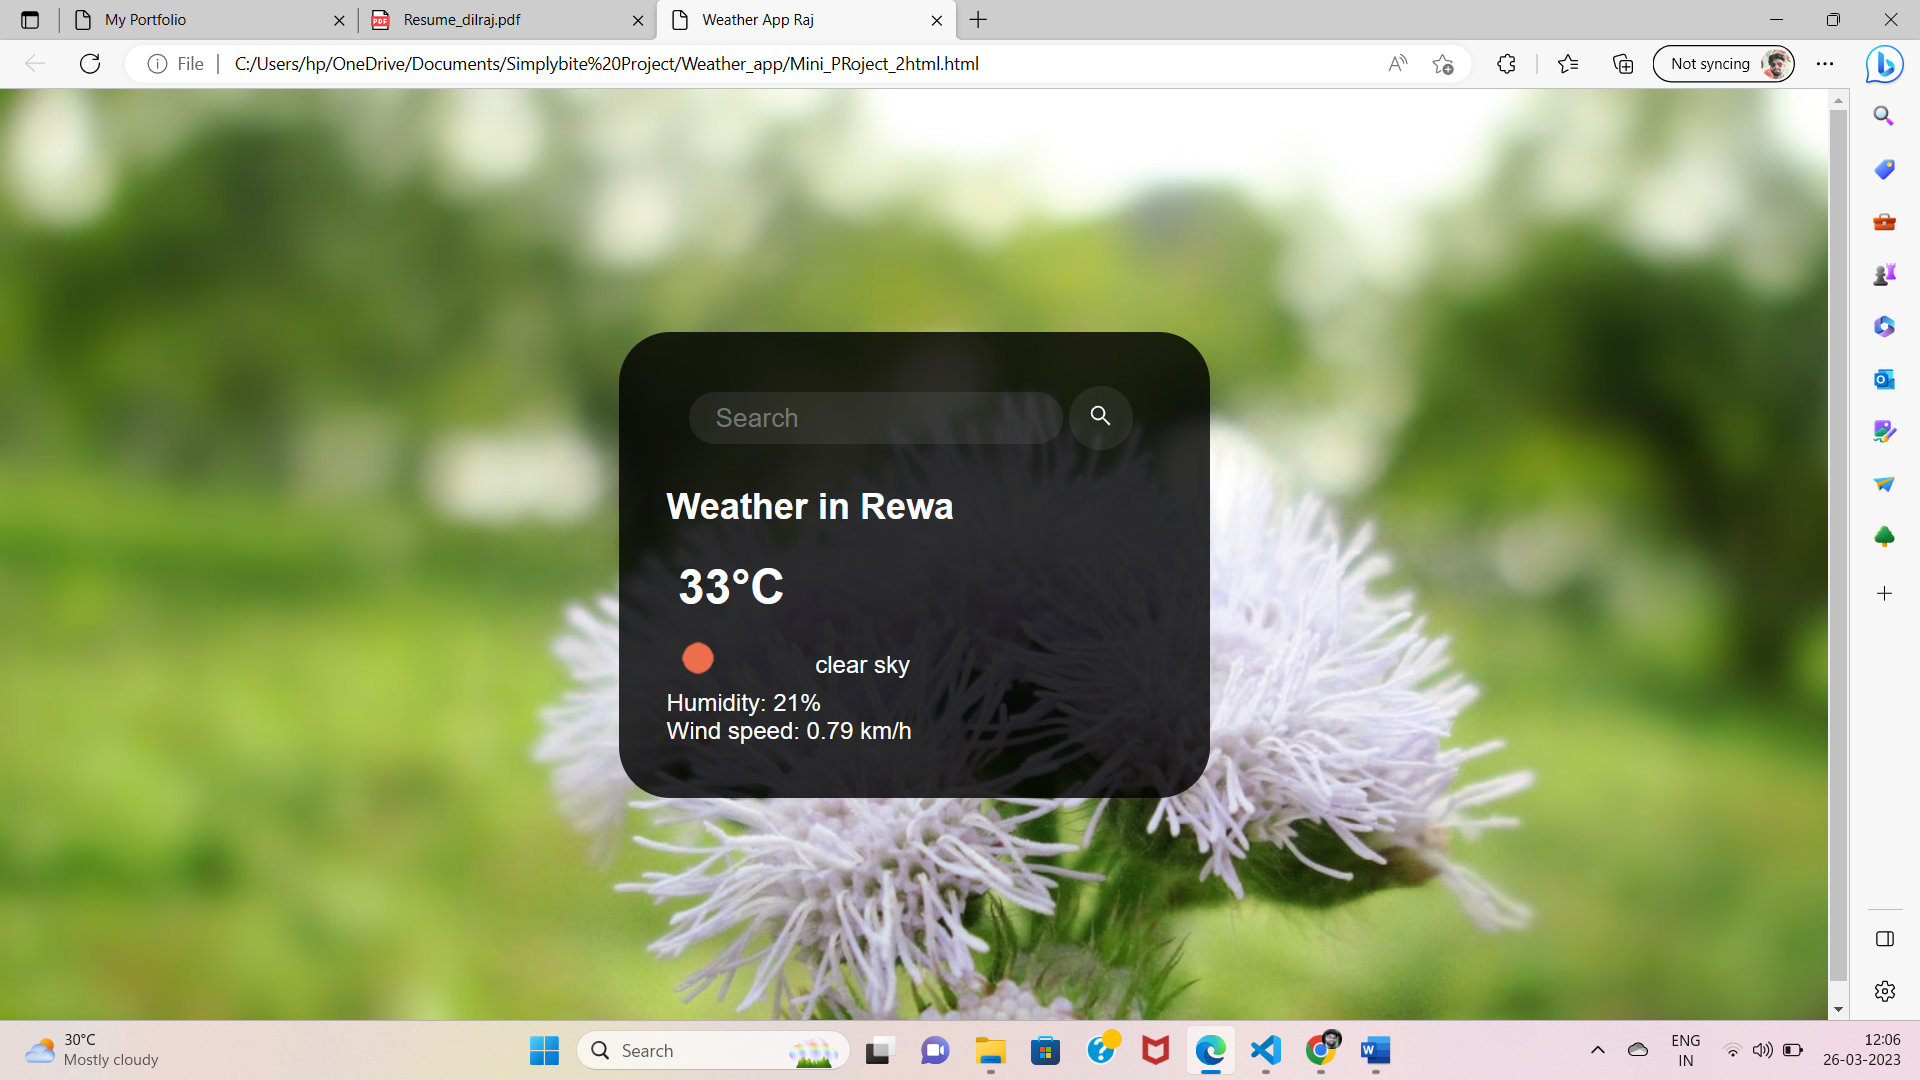 My Portfolio
Resume_dilraj.pdf
Weather App Raj
File
C:/Users/hp/OneDrive/Documents/Simplybite%20Project/Weather_app/Mini_PRoject_2html.html
Not syncing
Search
Weather in Rewa
33°C
clear sky
Humidity: 21%
Wind speed: 0.79 km/h
30°C
Mostly cloudy
Search
ENG
IN
12:06
26-03-2023